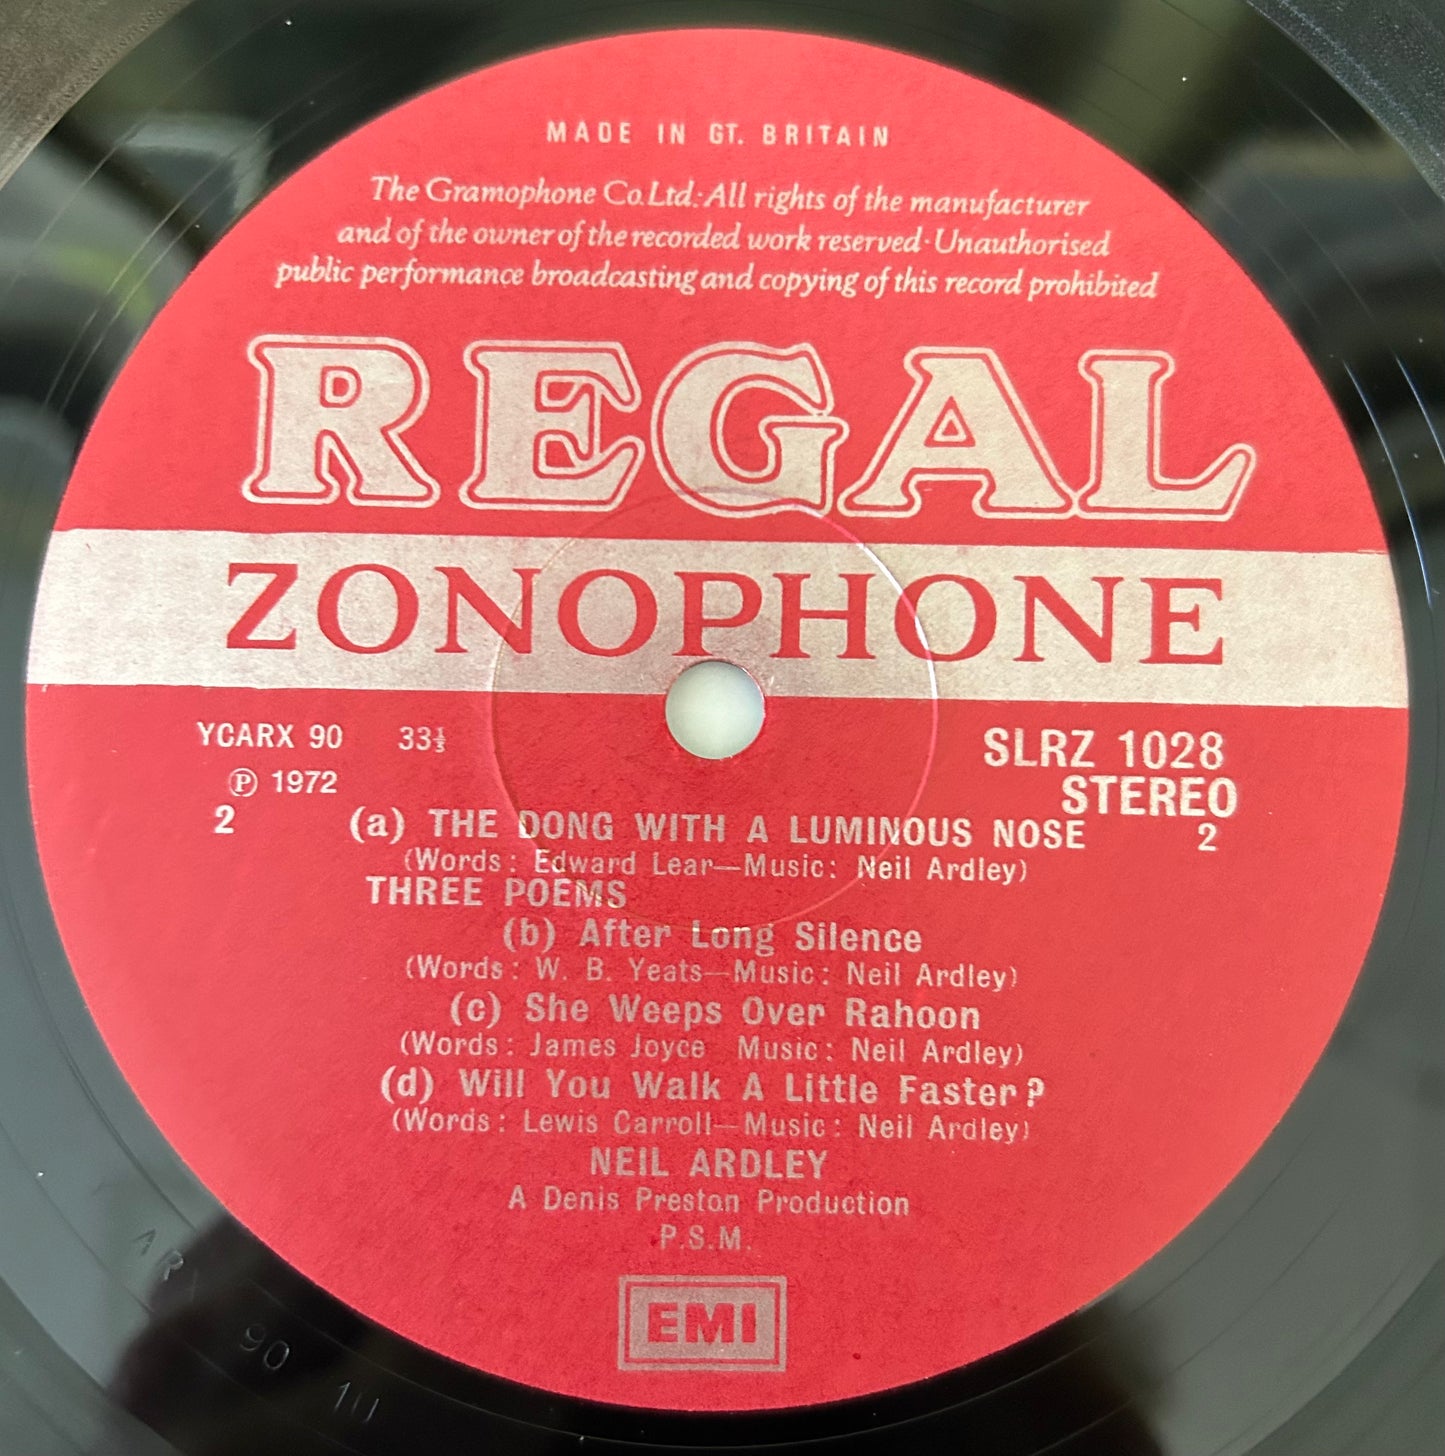 MADE IN GT. BRITAIN
The Gramophone Co. Ltd. · All rights of the manufacturer
and of the owner of the recorded work reserved · Unauthorised
public performance broadcasting and copying of this record prohibited
REGAL
ZONOPHONE
YCARX 90 33⅓
SLRZ 1028
℗ 1972
STEREO
2
2
(a) THE DONG WITH A LUMINOUS NOSE
(Words: Edward Lear—Music: Neil Ardley)
THREE POEMS
(b) After Long Silence
(Words: W. B. Yeats—Music: Neil Ardley)
(c) She Weeps Over Rahoon
(Words: James Joyce Music: Neil Ardley)
(d) Will You Walk A Little Faster?
(Words: Lewis Carroll—Music: Neil Ardley)
NEIL ARDLEY
A Denis Preston Production
P.S.M.
EMI
90 1U